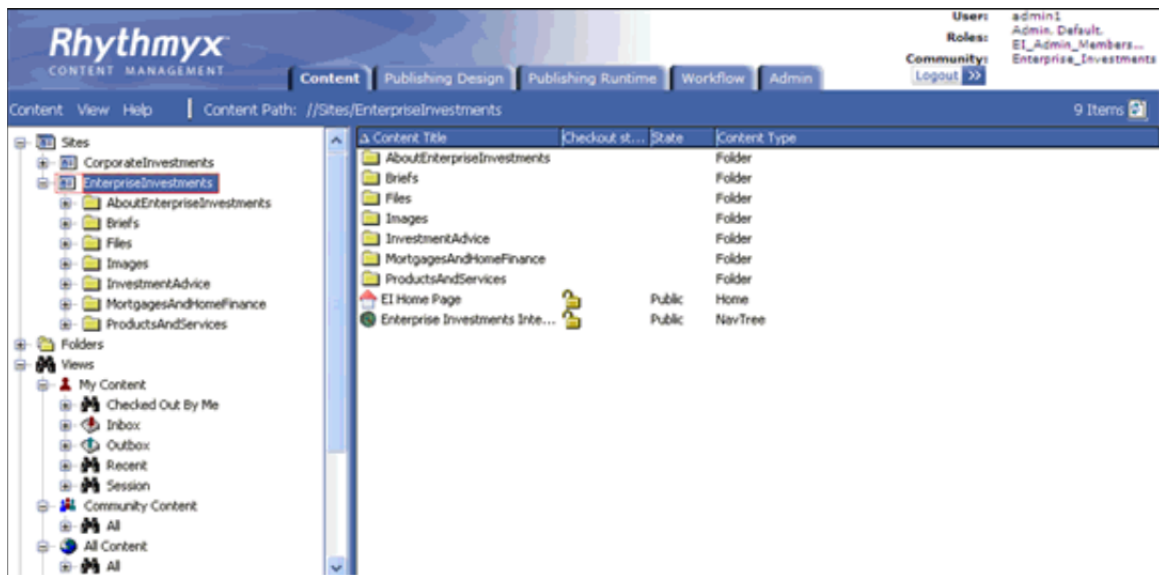 Rhythmyx
CONTENT MANAGEMENT
User: admin1
Roles: Admin, Default,
EI_Admin_Members...
Community: Enterprise_Investments
Logout
Content Publishing Design Publishing Runtime Workflow Admin
Content View Help Content Path: //Sites/EnterpriseInvestments 9 Items
Sites
CorporateInvestments
EnterpriseInvestments
AboutEnterpriseInvestments
Briefs
Files
Images
InvestmentAdvice
MortgagesAndHomeFinance
ProductsAndServices
Folders
Views
My Content
Checked Out By Me
Inbox
Outbox
Recent
Session
Community Content
All
All Content
All
Content Title Checkout st... State Content Type
AboutEnterpriseInvestments Folder
Briefs Folder
Files Folder
Images Folder
InvestmentAdvice Folder
MortgagesAndHomeFinance Folder
ProductsAndServices Folder
EI Home Page Public Home
Enterprise Investments Inte... Public NavTree